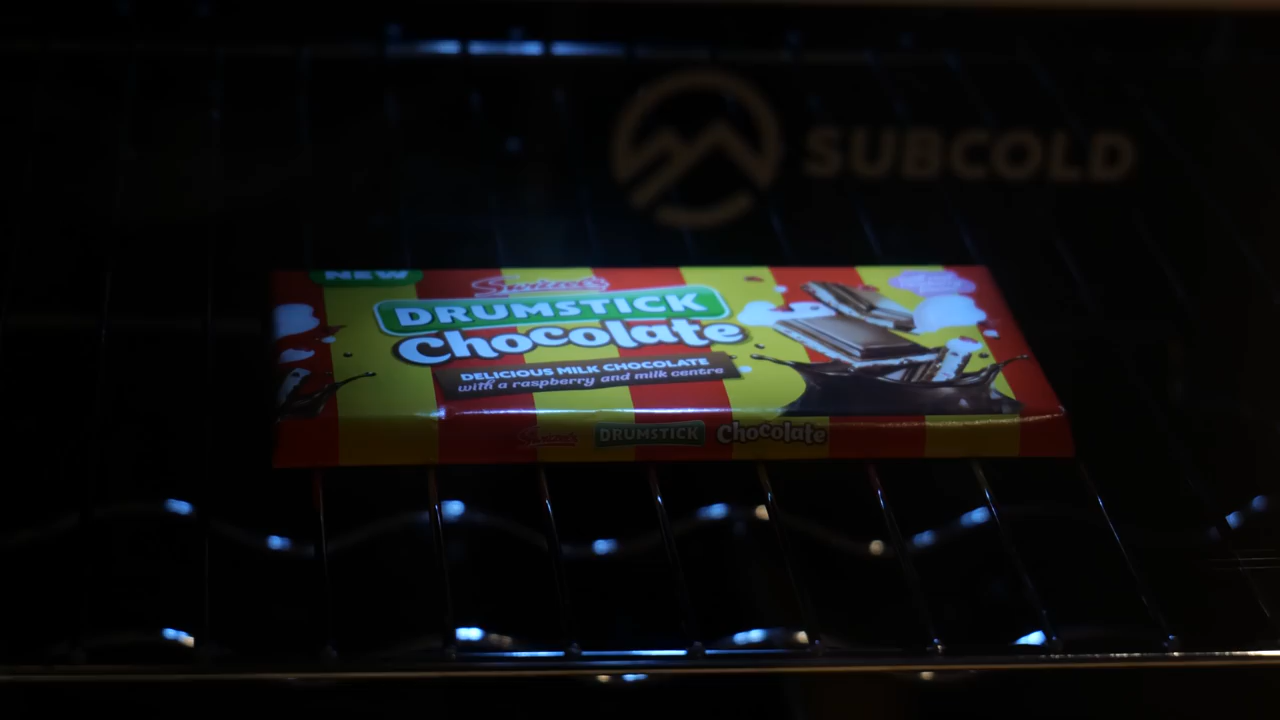 SUBCOLD
NEW
Swizzels
DRUMSTICK
Chocolate
DELICIOUS MILK CHOCOLATE
with a raspberry and milk centre
Swizzels DRUMSTICK Chocolate